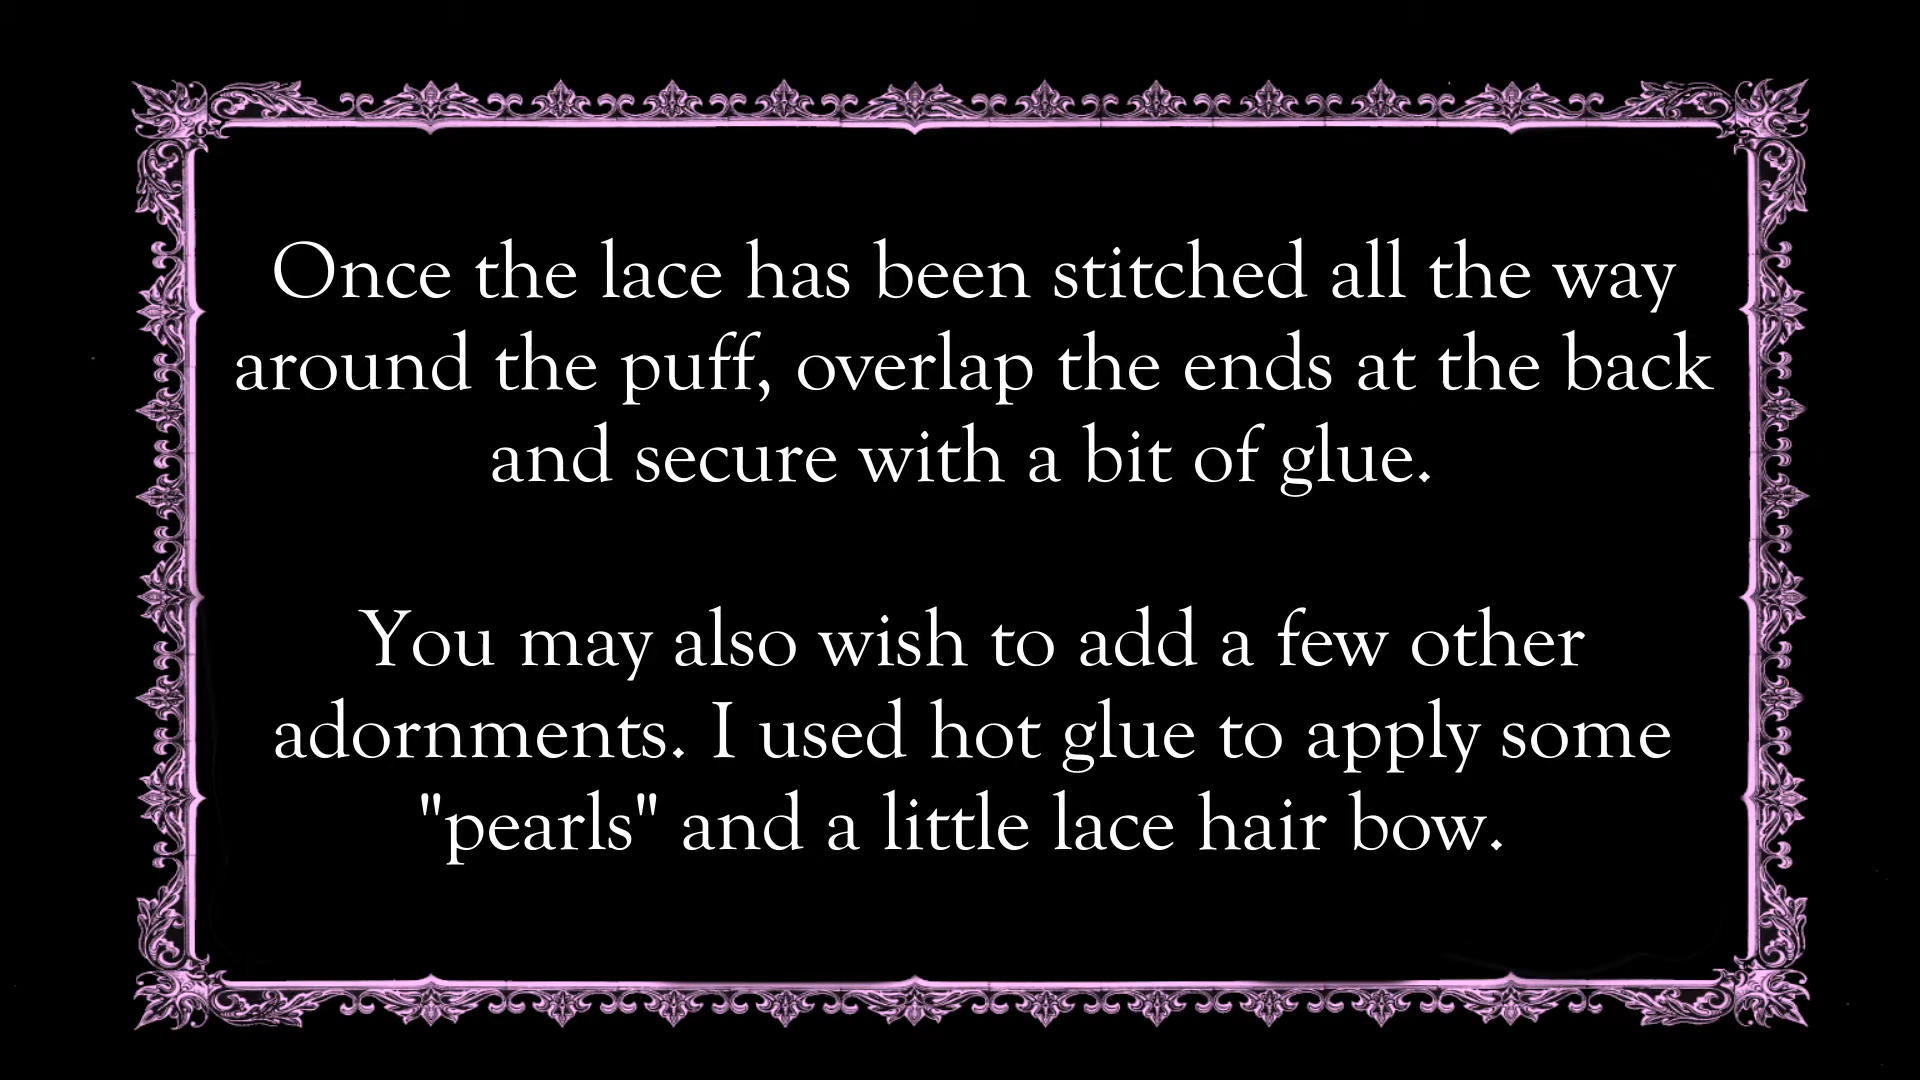 Once the lace has been stitched all the way
around the puff, overlap the ends at the back
and secure with a bit of glue.
You may also wish to add a few other
adornments. I used hot glue to apply some
"pearls" and a little lace hair bow.